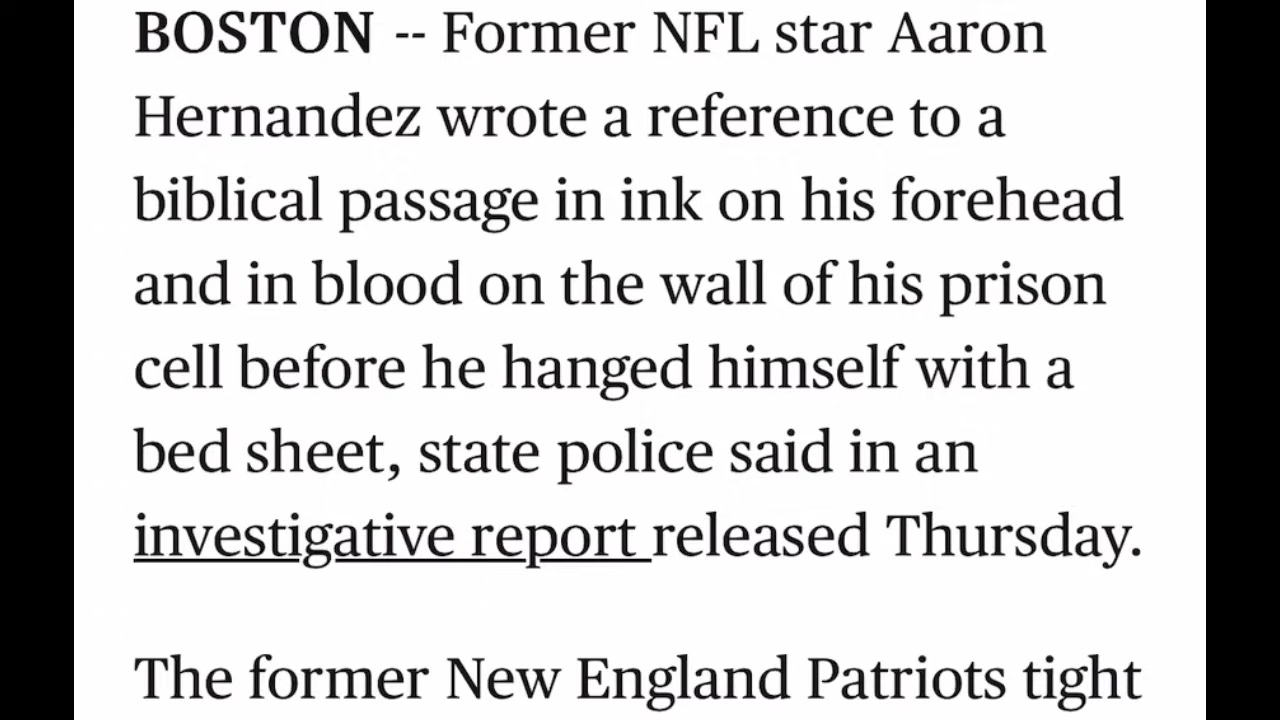 BOSTON -- Former NFL star Aaron
Hernandez wrote a reference to a
biblical passage in ink on his forehead
and in blood on the wall of his prison
cell before he hanged himself with a
bed sheet, state police said in an
investigative report released Thursday.
The former New England Patriots tight